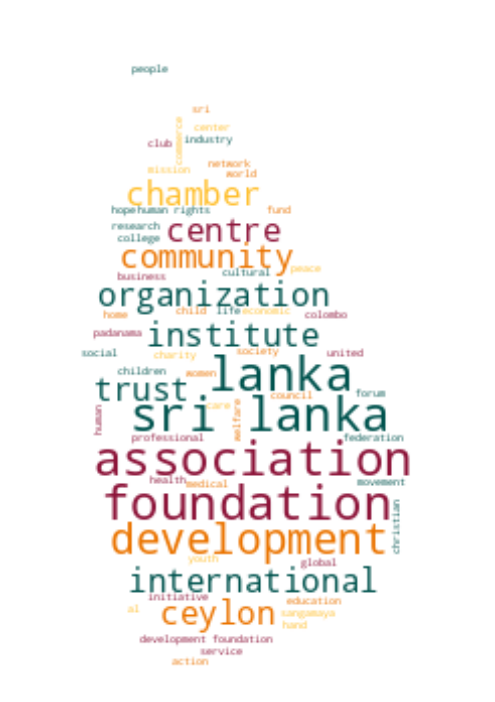 people
sri
commerce
center
club
industry
mission
network
world
chamber
hope
human rights
fund
research
centre
college
community
business
cultural
peace
organization
home
child
life
economic
colombo
padanama
institute
social
charity
society
united
children
women
lanka
trust
care
council
forum
human
sri lanka
welfare
professional
federation
association
health
medical
movement
foundation
christian
development
youth
global
international
initiative
education
al
ceylon
sangamaya
hand
development foundation
service
action